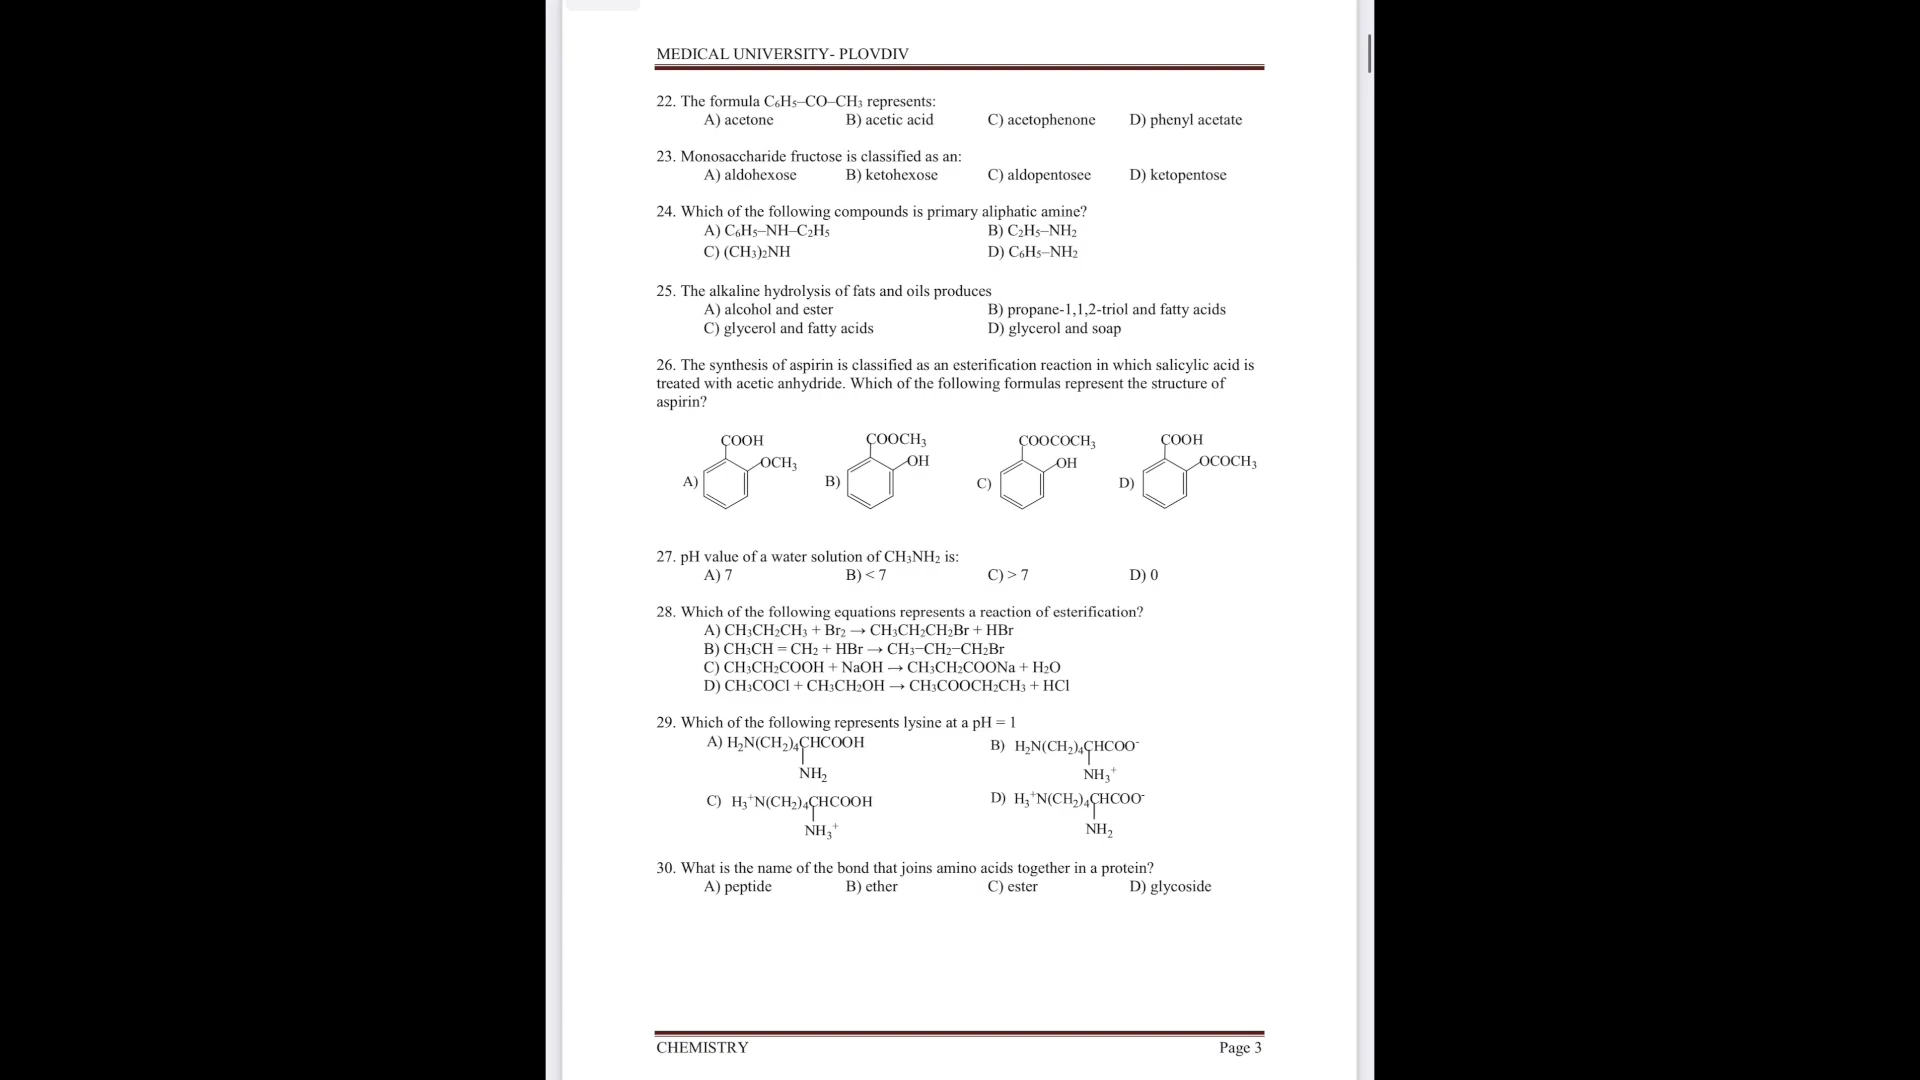 MEDICAL UNIVERSITY- PLOVDIV
22. The formula C₆H₅–CO–CH₃ represents:
A) acetone B) acetic acid C) acetophenone D) phenyl acetate
23. Monosaccharide fructose is classified as an:
A) aldohexose B) ketohexose C) aldopentosee D) ketopentose
24. Which of the following compounds is primary aliphatic amine?
A) C₆H₅–NH–C₂H₅ B) C₂H₅–NH₂
C) (CH₃)₂NH D) C₆H₅–NH₂
25. The alkaline hydrolysis of fats and oils produces
A) alcohol and ester B) propane-1,1,2-triol and fatty acids
C) glycerol and fatty acids D) glycerol and soap
26. The synthesis of aspirin is classified as an esterification reaction in which salicylic acid is
treated with acetic anhydride. Which of the following formulas represent the structure of
aspirin?
COOH COOCH₃ COOCOCH₃ COOH
OCH₃ OH OH OCOCH₃
A) B) C) D)
27. pH value of a water solution of CH₃NH₂ is:
A) 7 B) < 7 C) > 7 D) 0
28. Which of the following equations represents a reaction of esterification?
A) CH₃CH₂CH₃ + Br₂ → CH₃CH₂CH₂Br + HBr
B) CH₃CH = CH₂ + HBr → CH₃–CH₂–CH₂Br
C) CH₃CH₂COOH + NaOH → CH₃CH₂COONa + H₂O
D) CH₃COCl + CH₃CH₂OH → CH₃COOCH₂CH₃ + HCl
29. Which of the following represents lysine at a pH = 1
A) H₂N(CH₂)₄CHCOOH B) H₂N(CH₂)₄CHCOO⁻
NH₂ NH₃⁺
C) H₃⁺N(CH₂)₄CHCOOH D) H₃⁺N(CH₂)₄CHCOO⁻
NH₃⁺ NH₂
30. What is the name of the bond that joins amino acids together in a protein?
A) peptide B) ether C) ester D) glycoside
CHEMISTRY Page 3